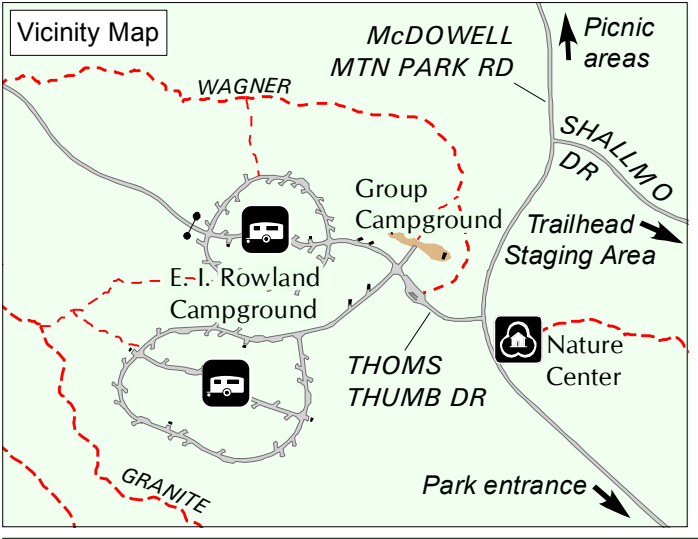 Vicinity Map
McDOWELL
MTN PARK RD
Picnic
areas
WAGNER
SHALLMO
DR
Group
Campground
Trailhead
Staging Area
E. I. Rowland
Campground
THOMS
THUMB DR
Nature
Center
GRANITE
Park entrance